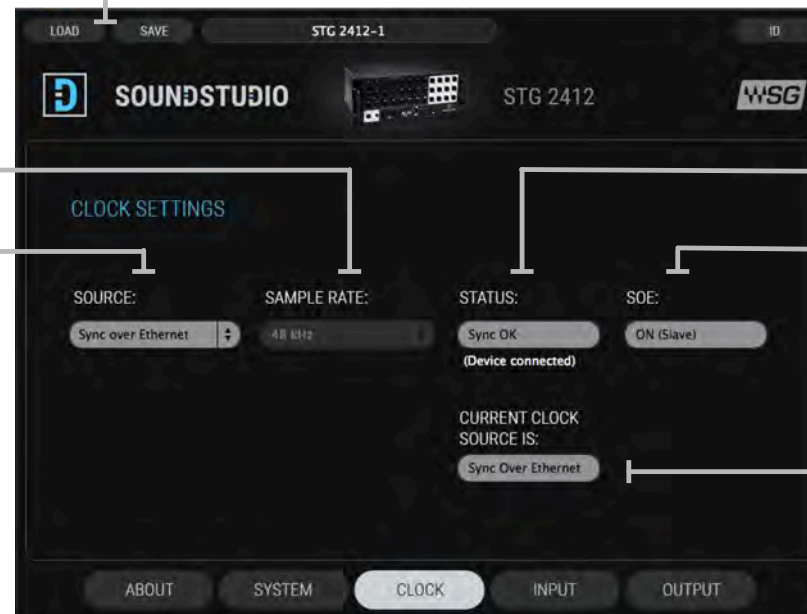 LOAD SAVE STG 2412-1 ID
D SOUNDSTUDIO STG 2412 WSG
CLOCK SETTINGS
SOURCE: SAMPLE RATE: STATUS: SOE:
Sync over Ethernet 48 kHz Sync OK ON (Slave)
(Device connected)
CURRENT CLOCK
SOURCE IS:
Sync Over Ethernet
ABOUT SYSTEM CLOCK INPUT OUTPUT